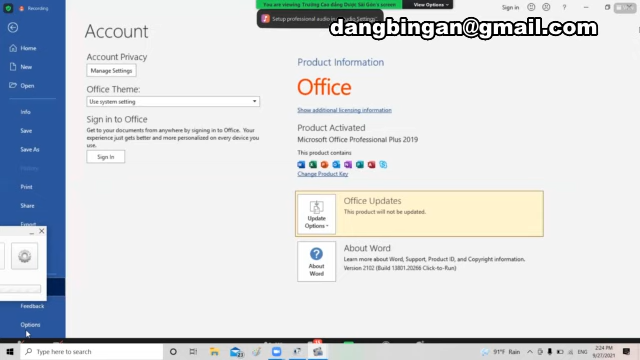 Recording
You are viewing Trường Cao đẳng Dược Sài Gòn's screen
View Options
Setup professional audio in "Audio Settings"
dangbingan@gmail.com
Sign in
Home
New
Open
Info
Save
Save As
History
Print
Share
Export
Feedback
Options
Account
Account Privacy
Manage Settings
Office Theme:
Use system setting
Sign in to Office
Get to your documents from anywhere by signing in to Office. Your
experience just gets better and more personalized on every device you
use.
Sign In
Product Information
Office
Show additional licensing information
Product Activated
Microsoft Office Professional Plus 2019
This product contains
Change Product Key
Update
Options
Office Updates
This product will not be updated.
About
Word
About Word
Learn more about Word, Support, Product ID, and Copyright information.
Version 2102 (Build 13801.20266 Click-to-Run)
Type here to search
91°F Rain
2:24 PM
9/27/2021